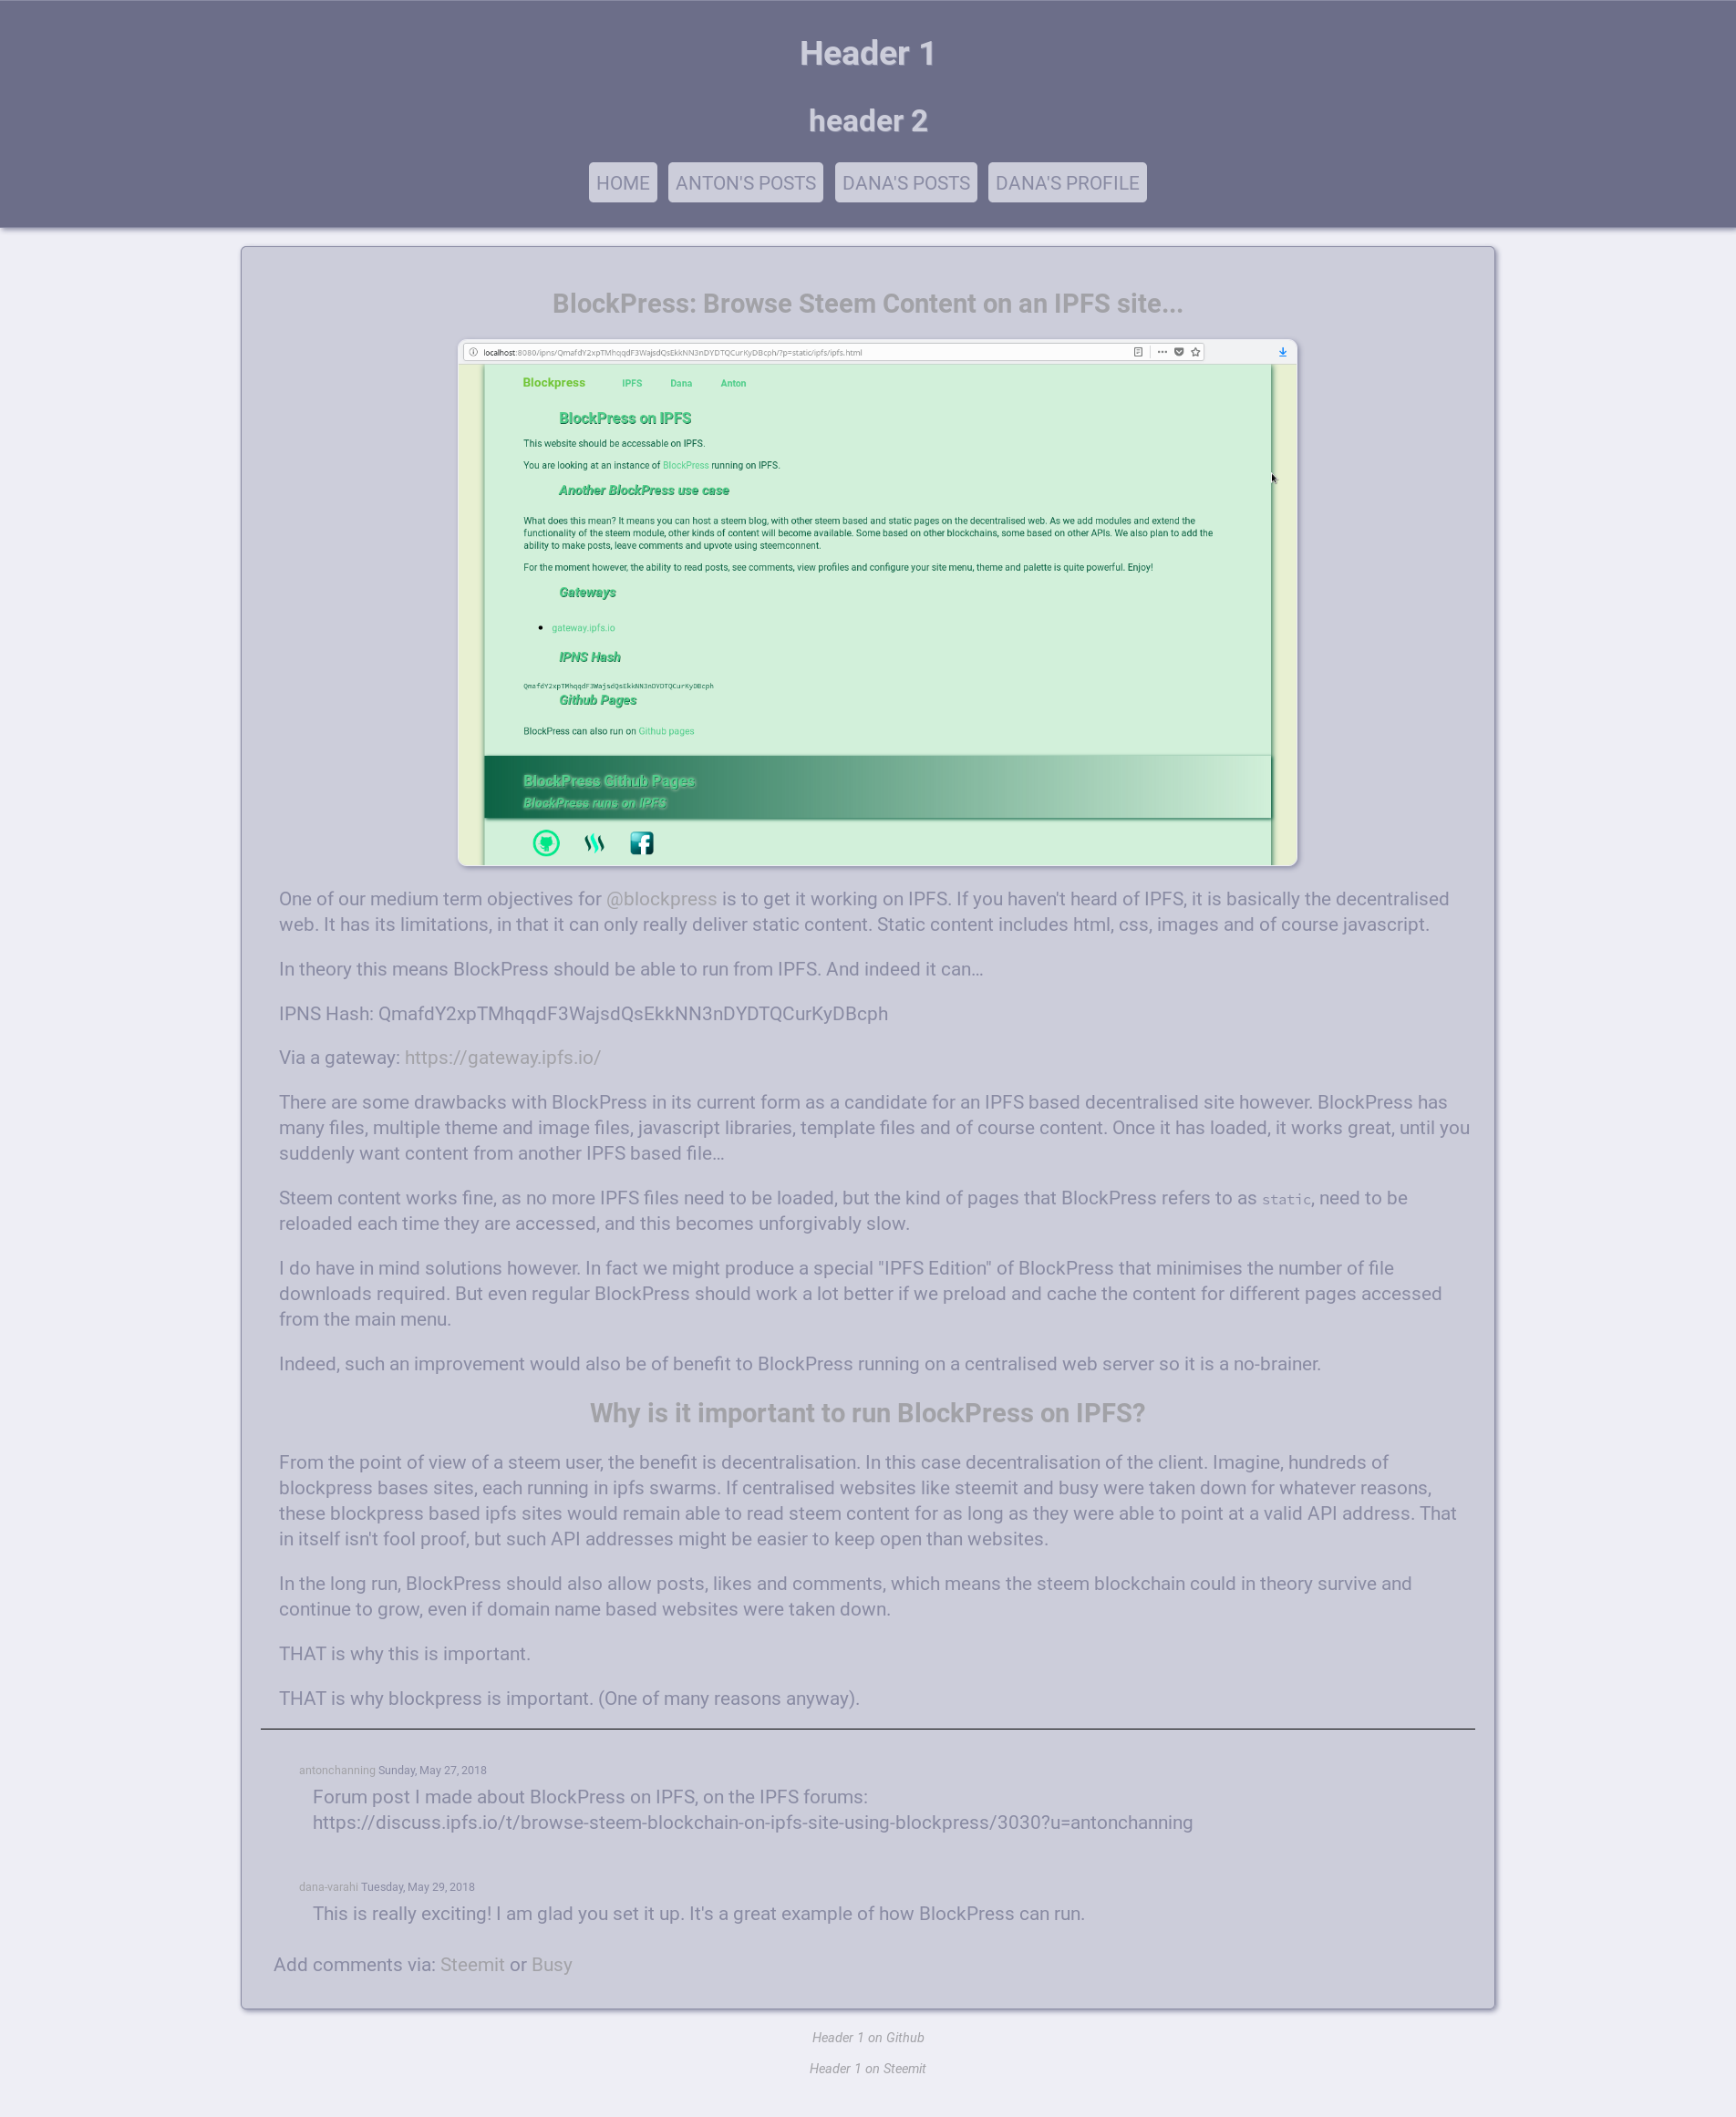 Header 1
header 2
HOME ANTON'S POSTS DANA'S POSTS DANA'S PROFILE
BlockPress: Browse Steem Content on an IPFS site...
localhost:8080/ipns/QmafdY2xpTMhqqdF3WajsdQsEkkNN3nDYDTQCurKyDBcph/?p=static/ipfs/ipfs.html
Blockpress IPFS Dana Anton
BlockPress on IPFS
This website should be accessable on IPFS.
You are looking at an instance of BlockPress running on IPFS.
Another BlockPress use case
What does this mean? It means you can host a steem blog, with other steem based and static pages on the decentralised web. As we add modules and extend the
functionality of the steem module, other kinds of content will become available. Some based on other blockchains, some based on other APIs. We also plan to add the
ability to make posts, leave comments and upvote using steemconnent.
For the moment however, the ability to read posts, see comments, view profiles and configure your site menu, theme and palette is quite powerful. Enjoy!
Gateways
gateway.ipfs.io
IPNS Hash
QmafdY2xpTMhqqdF3WajsdQsEkkNN3nDYDTQCurKyDBcph
Github Pages
BlockPress can also run on Github pages
BlockPress Github Pages
BlockPress runs on IPFS
One of our medium term objectives for @blockpress is to get it working on IPFS. If you haven't heard of IPFS, it is basically the decentralised
web. It has its limitations, in that it can only really deliver static content. Static content includes html, css, images and of course javascript.
In theory this means BlockPress should be able to run from IPFS. And indeed it can...
IPNS Hash: QmafdY2xpTMhqqdF3WajsdQsEkkNN3nDYDTQCurKyDBcph
Via a gateway: https://gateway.ipfs.io/
There are some drawbacks with BlockPress in its current form as a candidate for an IPFS based decentralised site however. BlockPress has
many files, multiple theme and image files, javascript libraries, template files and of course content. Once it has loaded, it works great, until you
suddenly want content from another IPFS based file...
Steem content works fine, as no more IPFS files need to be loaded, but the kind of pages that BlockPress refers to as static, need to be
reloaded each time they are accessed, and this becomes unforgivably slow.
I do have in mind solutions however. In fact we might produce a special "IPFS Edition" of BlockPress that minimises the number of file
downloads required. But even regular BlockPress should work a lot better if we preload and cache the content for different pages accessed
from the main menu.
Indeed, such an improvement would also be of benefit to BlockPress running on a centralised web server so it is a no-brainer.
Why is it important to run BlockPress on IPFS?
From the point of view of a steem user, the benefit is decentralisation. In this case decentralisation of the client. Imagine, hundreds of
blockpress bases sites, each running in ipfs swarms. If centralised websites like steemit and busy were taken down for whatever reasons,
these blockpress based ipfs sites would remain able to read steem content for as long as they were able to point at a valid API address. That
in itself isn't fool proof, but such API addresses might be easier to keep open than websites.
In the long run, BlockPress should also allow posts, likes and comments, which means the steem blockchain could in theory survive and
continue to grow, even if domain name based websites were taken down.
THAT is why this is important.
THAT is why blockpress is important. (One of many reasons anyway).
antonchanning Sunday, May 27, 2018
Forum post I made about BlockPress on IPFS, on the IPFS forums:
https://discuss.ipfs.io/t/browse-steem-blockchain-on-ipfs-site-using-blockpress/3030?u=antonchanning
dana-varahi Tuesday, May 29, 2018
This is really exciting! I am glad you set it up. It's a great example of how BlockPress can run.
Add comments via: Steemit or Busy
Header 1 on Github
Header 1 on Steemit